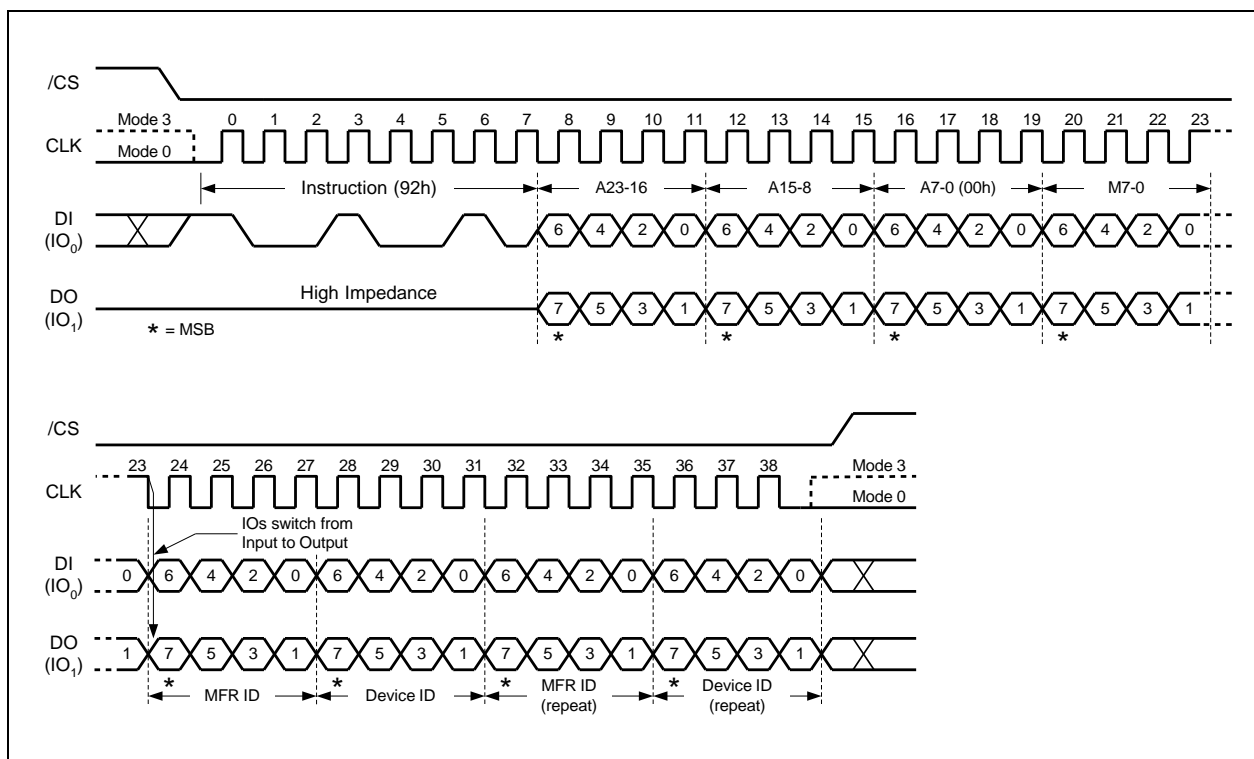 /CS
Mode 3
0 1 2 3 4 5 6 7 8 9 10 11 12 13 14 15 16 17 18 19 20 21 22 23
CLK
Mode 0
Instruction (92h) A23-16 A15-8 A7-0 (00h) M7-0
DI
(IO0)
6 4 2 0 6 4 2 0 6 4 2 0 6 4 2 0
High Impedance
DO
(IO1)
7 5 3 1 7 5 3 1 7 5 3 1 7 5 3 1
* = MSB
* * * *
/CS
23 24 25 26 27 28 29 30 31 32 33 34 35 36 37 38
Mode 3
CLK
Mode 0
IOs switch from
Input to Output
DI
(IO0)
0 6 4 2 0 6 4 2 0 6 4 2 0 6 4 2 0
DO
(IO1)
1 7 5 3 1 7 5 3 1 7 5 3 1 7 5 3 1
* * * *
MFR ID Device ID MFR ID
(repeat)
Device ID
(repeat)